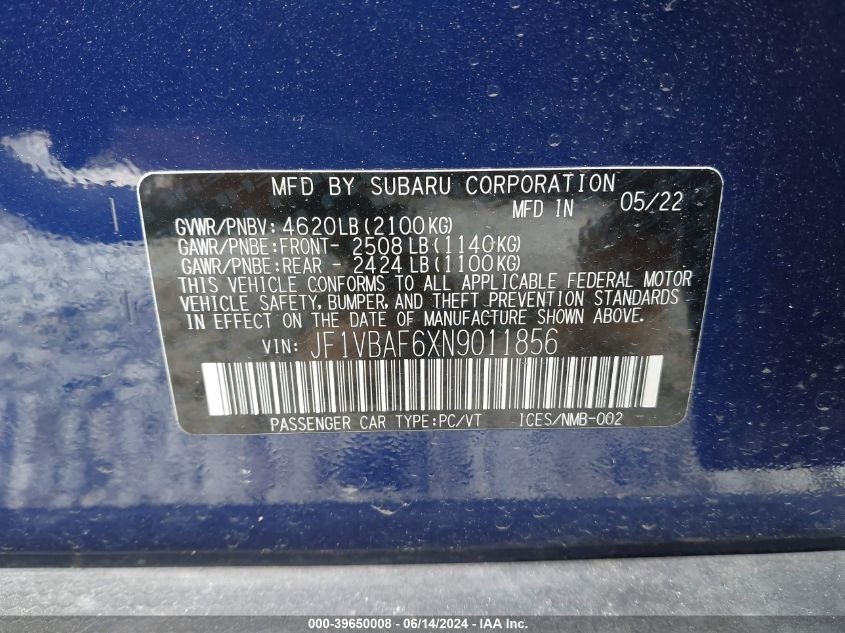 MFD BY SUBARU CORPORATION
MFD IN 05/22
GVWR/PNBV: 4620LB(2100KG)
GAWR/PNBE:FRONT- 2508 LB(1140KG)
GAWR/PNBE:REAR - 2424 LB(1100KG)
THIS VEHICLE CONFORMS TO ALL APPLICABLE FEDERAL MOTOR
VEHICLE SAFETY, BUMPER, AND THEFT PREVENTION STANDARDS
IN EFFECT ON THE DATE OF MANUFACTURE SHOWN ABOVE.
VIN: JF1VBAF6XN9011856
PASSENGER CAR TYPE:PC/VT ICES/NMB-002
000-39650008 - 06/14/2024 - IAA Inc.